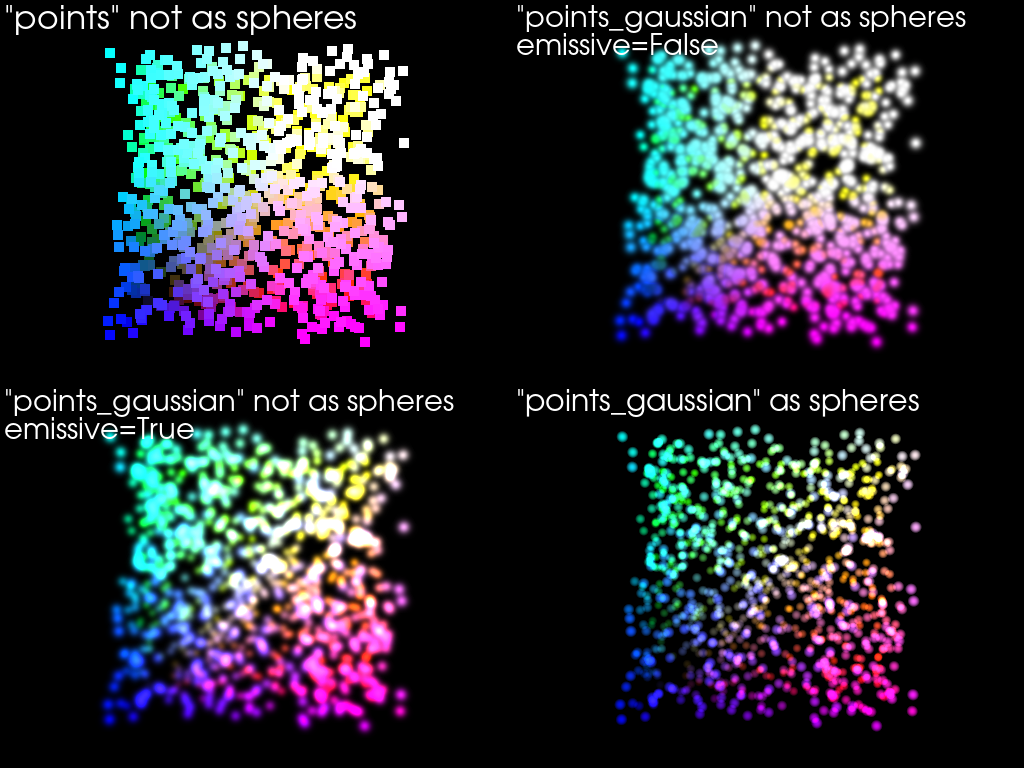 "points" not as spheres
"points_gaussian" not as spheres
emissive=False
"points_gaussian" not as spheres
emissive=True
"points_gaussian" as spheres